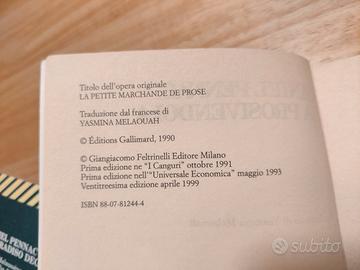 Titolo dell'opera originale
LA PETITE MARCHANDE DE PROSE
Traduzione dal francese di
YASMINA MELAOUAH
© Éditions Gallimard, 1990
© Giangiacomo Feltrinelli Editore Milano
Prima edizione ne "I Canguri" ottobre 1991
Prima edizione nell'"Universale Economica" maggio 1993
Ventitreesima edizione aprile 1999
ISBN 88-07-81244-4
subito